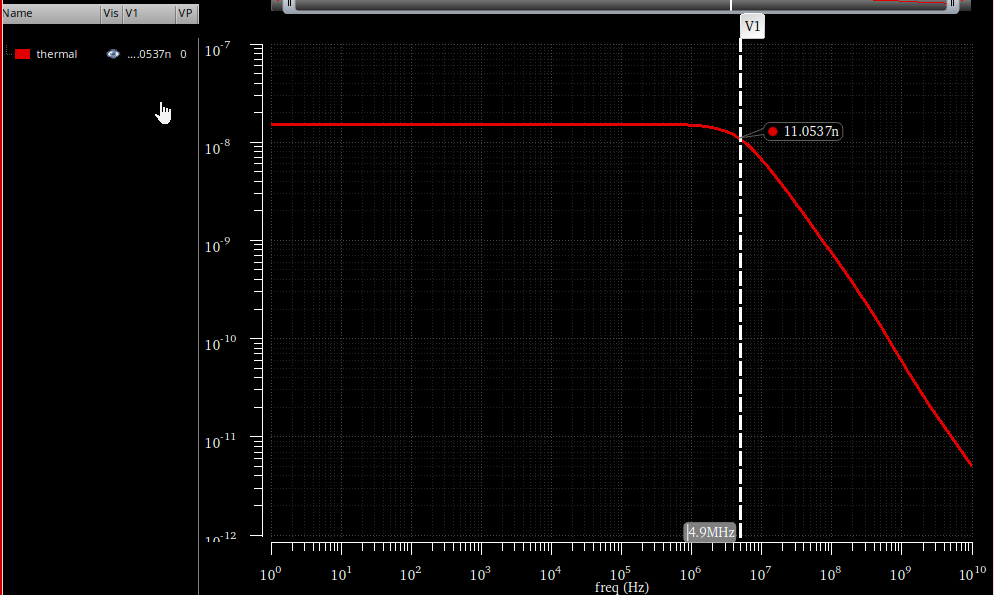 Name Vis V1 VP
thermal ....0537n 0
V1
11.0537n
4.9MHz
10-7
10-8
10-9
10-10
10-11
10-12
100 101 102 103 104 105 106 107 108 109 1010
freq (Hz)